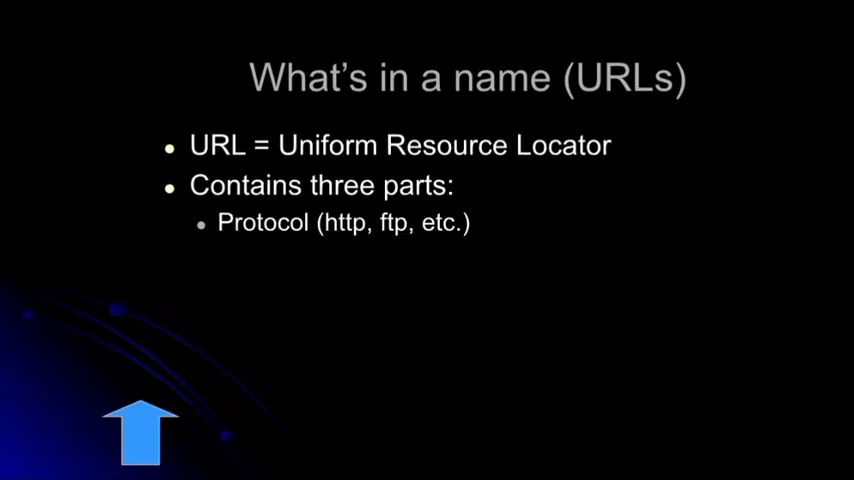 What's in a name (URLs)
URL = Uniform Resource Locator
Contains three parts:
Protocol (http, ftp, etc.)